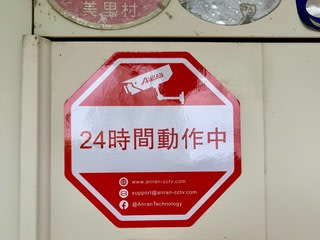 美里村
ANRAN
24時間動作中
www.anran-cctv.com
support@anran-cctv.com
@AnranTechnology